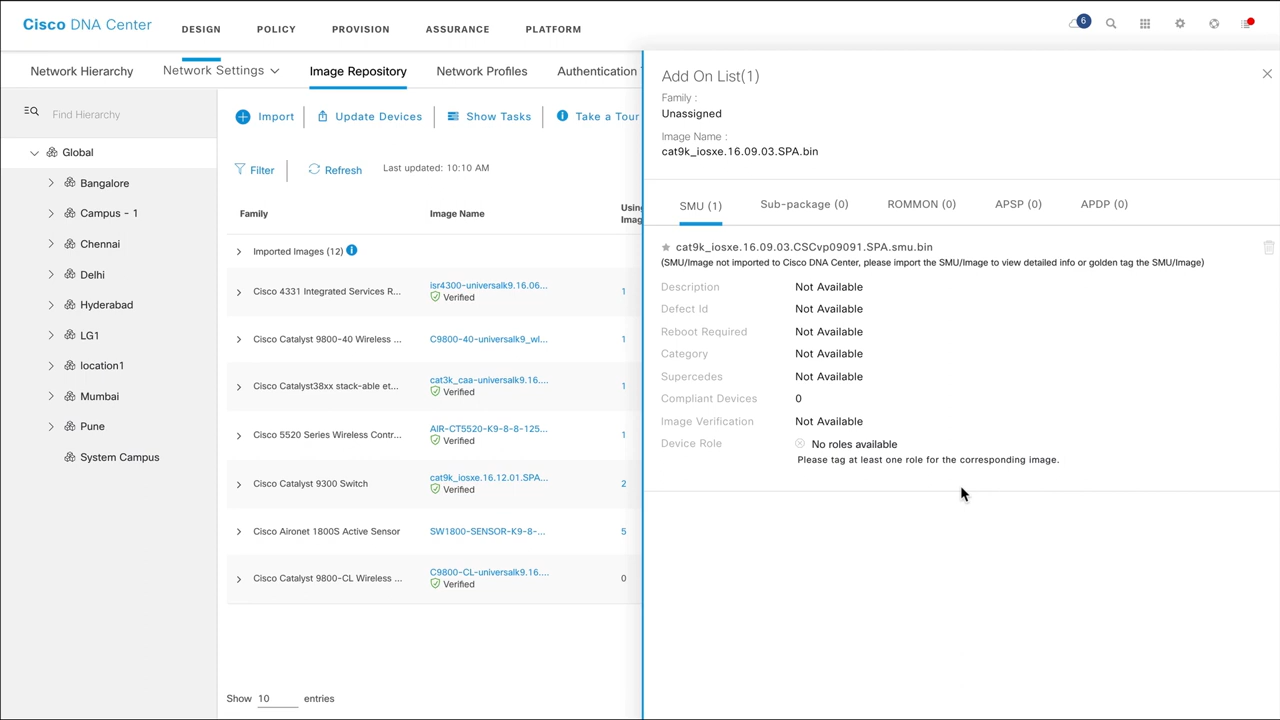 Cisco DNA Center
DESIGN POLICY PROVISION ASSURANCE PLATFORM
6
Network Hierarchy Network Settings Image Repository Network Profiles Authentication
Find Hierarchy
Global
Bangalore
Campus - 1
Chennai
Delhi
Hyderabad
LG1
location1
Mumbai
Pune
System Campus
Import Update Devices Show Tasks Take a Tour
Filter Refresh Last updated: 10:10 AM
Family Image Name Using
Imag
Imported Images (12)
Cisco 4331 Integrated Services R... isr4300-universalk9.16.06... 1
Verified
Cisco Catalyst 9800-40 Wireless ... C9800-40-universalk9_wl... 1
Cisco Catalyst38xx stack-able et... cat3k_caa-universalk9.16.... 1
Verified
Cisco 5520 Series Wireless Contr... AIR-CT5520-K9-8-8-125... 1
Verified
Cisco Catalyst 9300 Switch cat9k_iosxe.16.12.01.SPA... 2
Verified
Cisco Aironet 1800S Active Sensor SW1800-SENSOR-K9-8-... 5
Cisco Catalyst 9800-CL Wireless ... C9800-CL-universalk9.16.... 0
Verified
Show 10 entries
Add On List(1)
Family :
Unassigned
Image Name :
cat9k_iosxe.16.09.03.SPA.bin
SMU (1) Sub-package (0) ROMMON (0) APSP (0) APDP (0)
cat9k_iosxe.16.09.03.CSCvp09091.SPA.smu.bin
(SMU/Image not imported to Cisco DNA Center, please import the SMU/Image to view detailed info or golden tag the SMU/Image)
Description Not Available
Defect Id Not Available
Reboot Required Not Available
Category Not Available
Supercedes Not Available
Compliant Devices 0
Image Verification Not Available
Device Role No roles available
Please tag at least one role for the corresponding image.